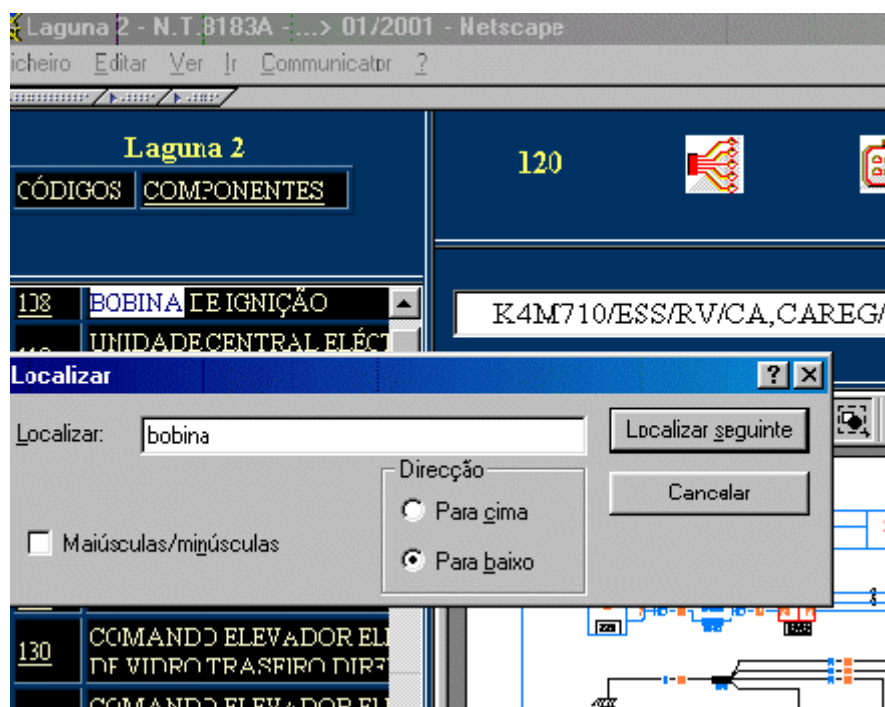 Laguna 2 - N.T.8183A - ...> 01/2001 - Netscape
icheiro Editar Ver Ir Communicator ?
Laguna 2
CÓDIGOS COMPONENTES
120
108 BOBINA DE IGNIÇÃO
UNIDADE CENTRAL ELÉCT
K4M710/ESS/RV/CA,CAREG/
Localizar
Localizar: bobina
Localizar seguinte
Cancelar
Direcção
Para cima
Para baixo
Maiúsculas/minúsculas
130 COMANDO ELEVADOR EL
DE VIDRO TRASEIRO DIRE
COMANDO ELEVADOR EL